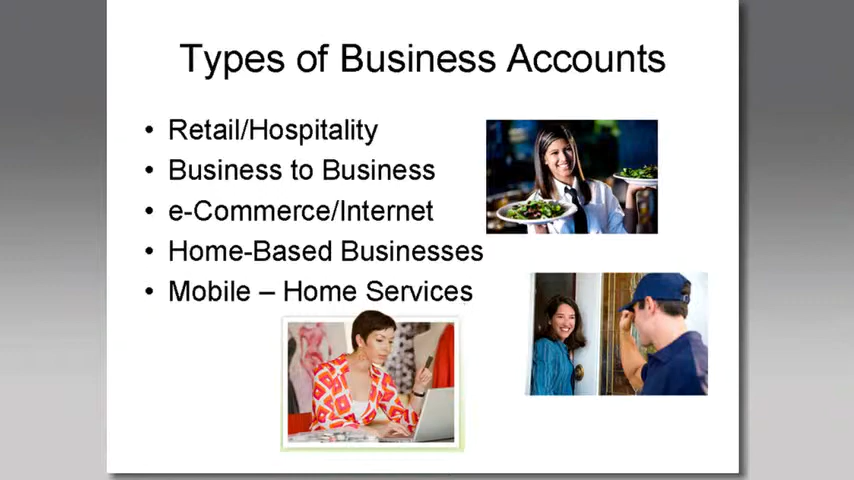 Types of Business Accounts
• Retail/Hospitality
• Business to Business
• e-Commerce/Internet
• Home-Based Businesses
• Mobile – Home Services